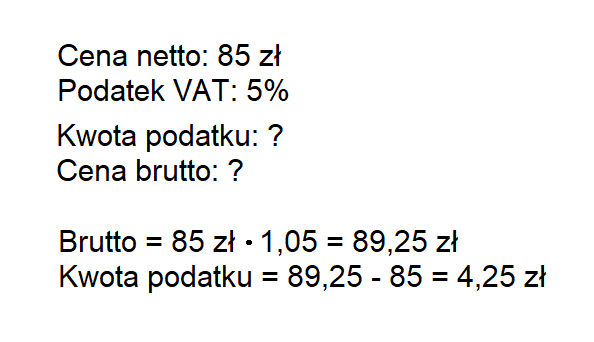 Cena netto: 85 zł
Podatek VAT: 5%
Kwota podatku: ?
Cena brutto: ?
Brutto = 85 zł · 1,05 = 89,25 zł
Kwota podatku = 89,25 - 85 = 4,25 zł